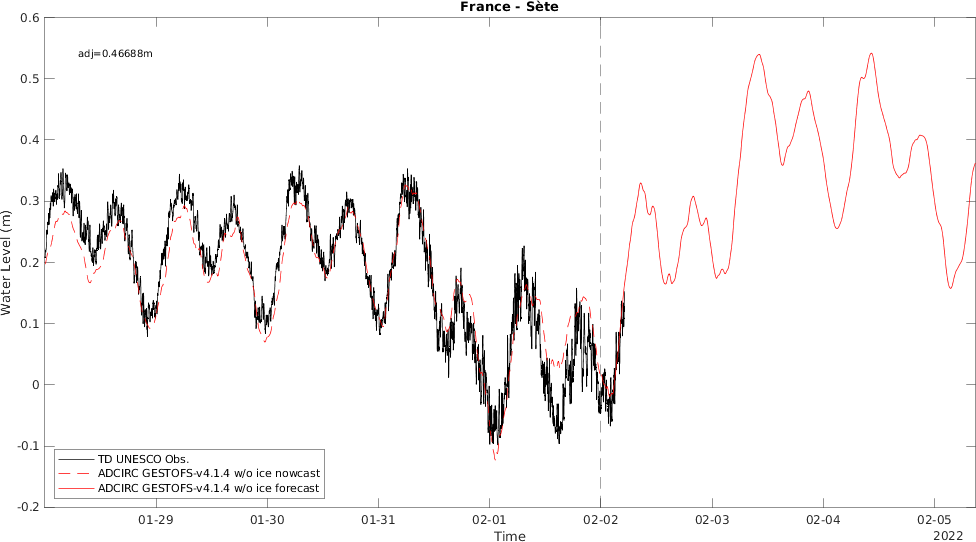 France - Sète
adj=0.46688m
0.6
0.5
0.4
0.3
0.2
0.1
0
-0.1
-0.2
Water Level (m)
TD UNESCO Obs.
ADCIRC GESTOFS-v4.1.4 w/o ice nowcast
ADCIRC GESTOFS-v4.1.4 w/o ice forecast
01-29 01-30 01-31 02-01 02-02 02-03 02-04 02-05
Time
2022